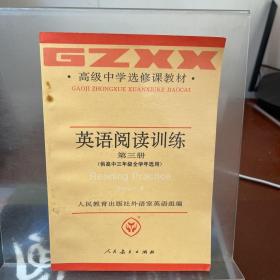 GZXX
·高级中学选修课教材·
GAOJI ZHONGXUE XUANXIUKE JIAOCAI
英语阅读训练
第三册
(供高中三年级全学年选用)
Reading Practice
人民教育出版社外语室英语组编
人民教育出版社